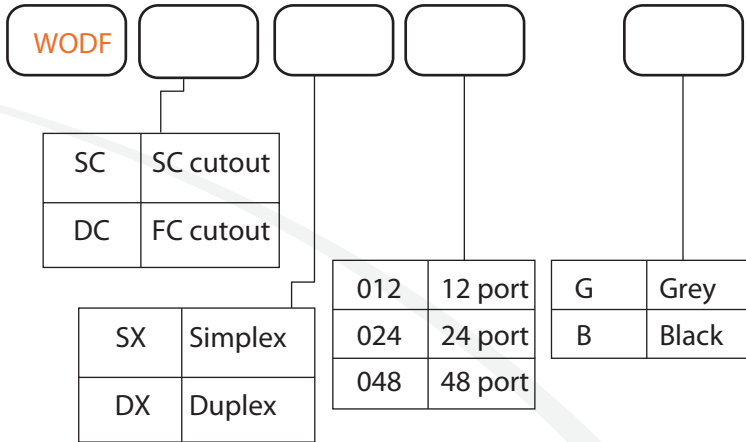 WODF
SC SC cutout
DC FC cutout
SX Simplex
DX Duplex
012 12 port
024 24 port
048 48 port
G Grey
B Black